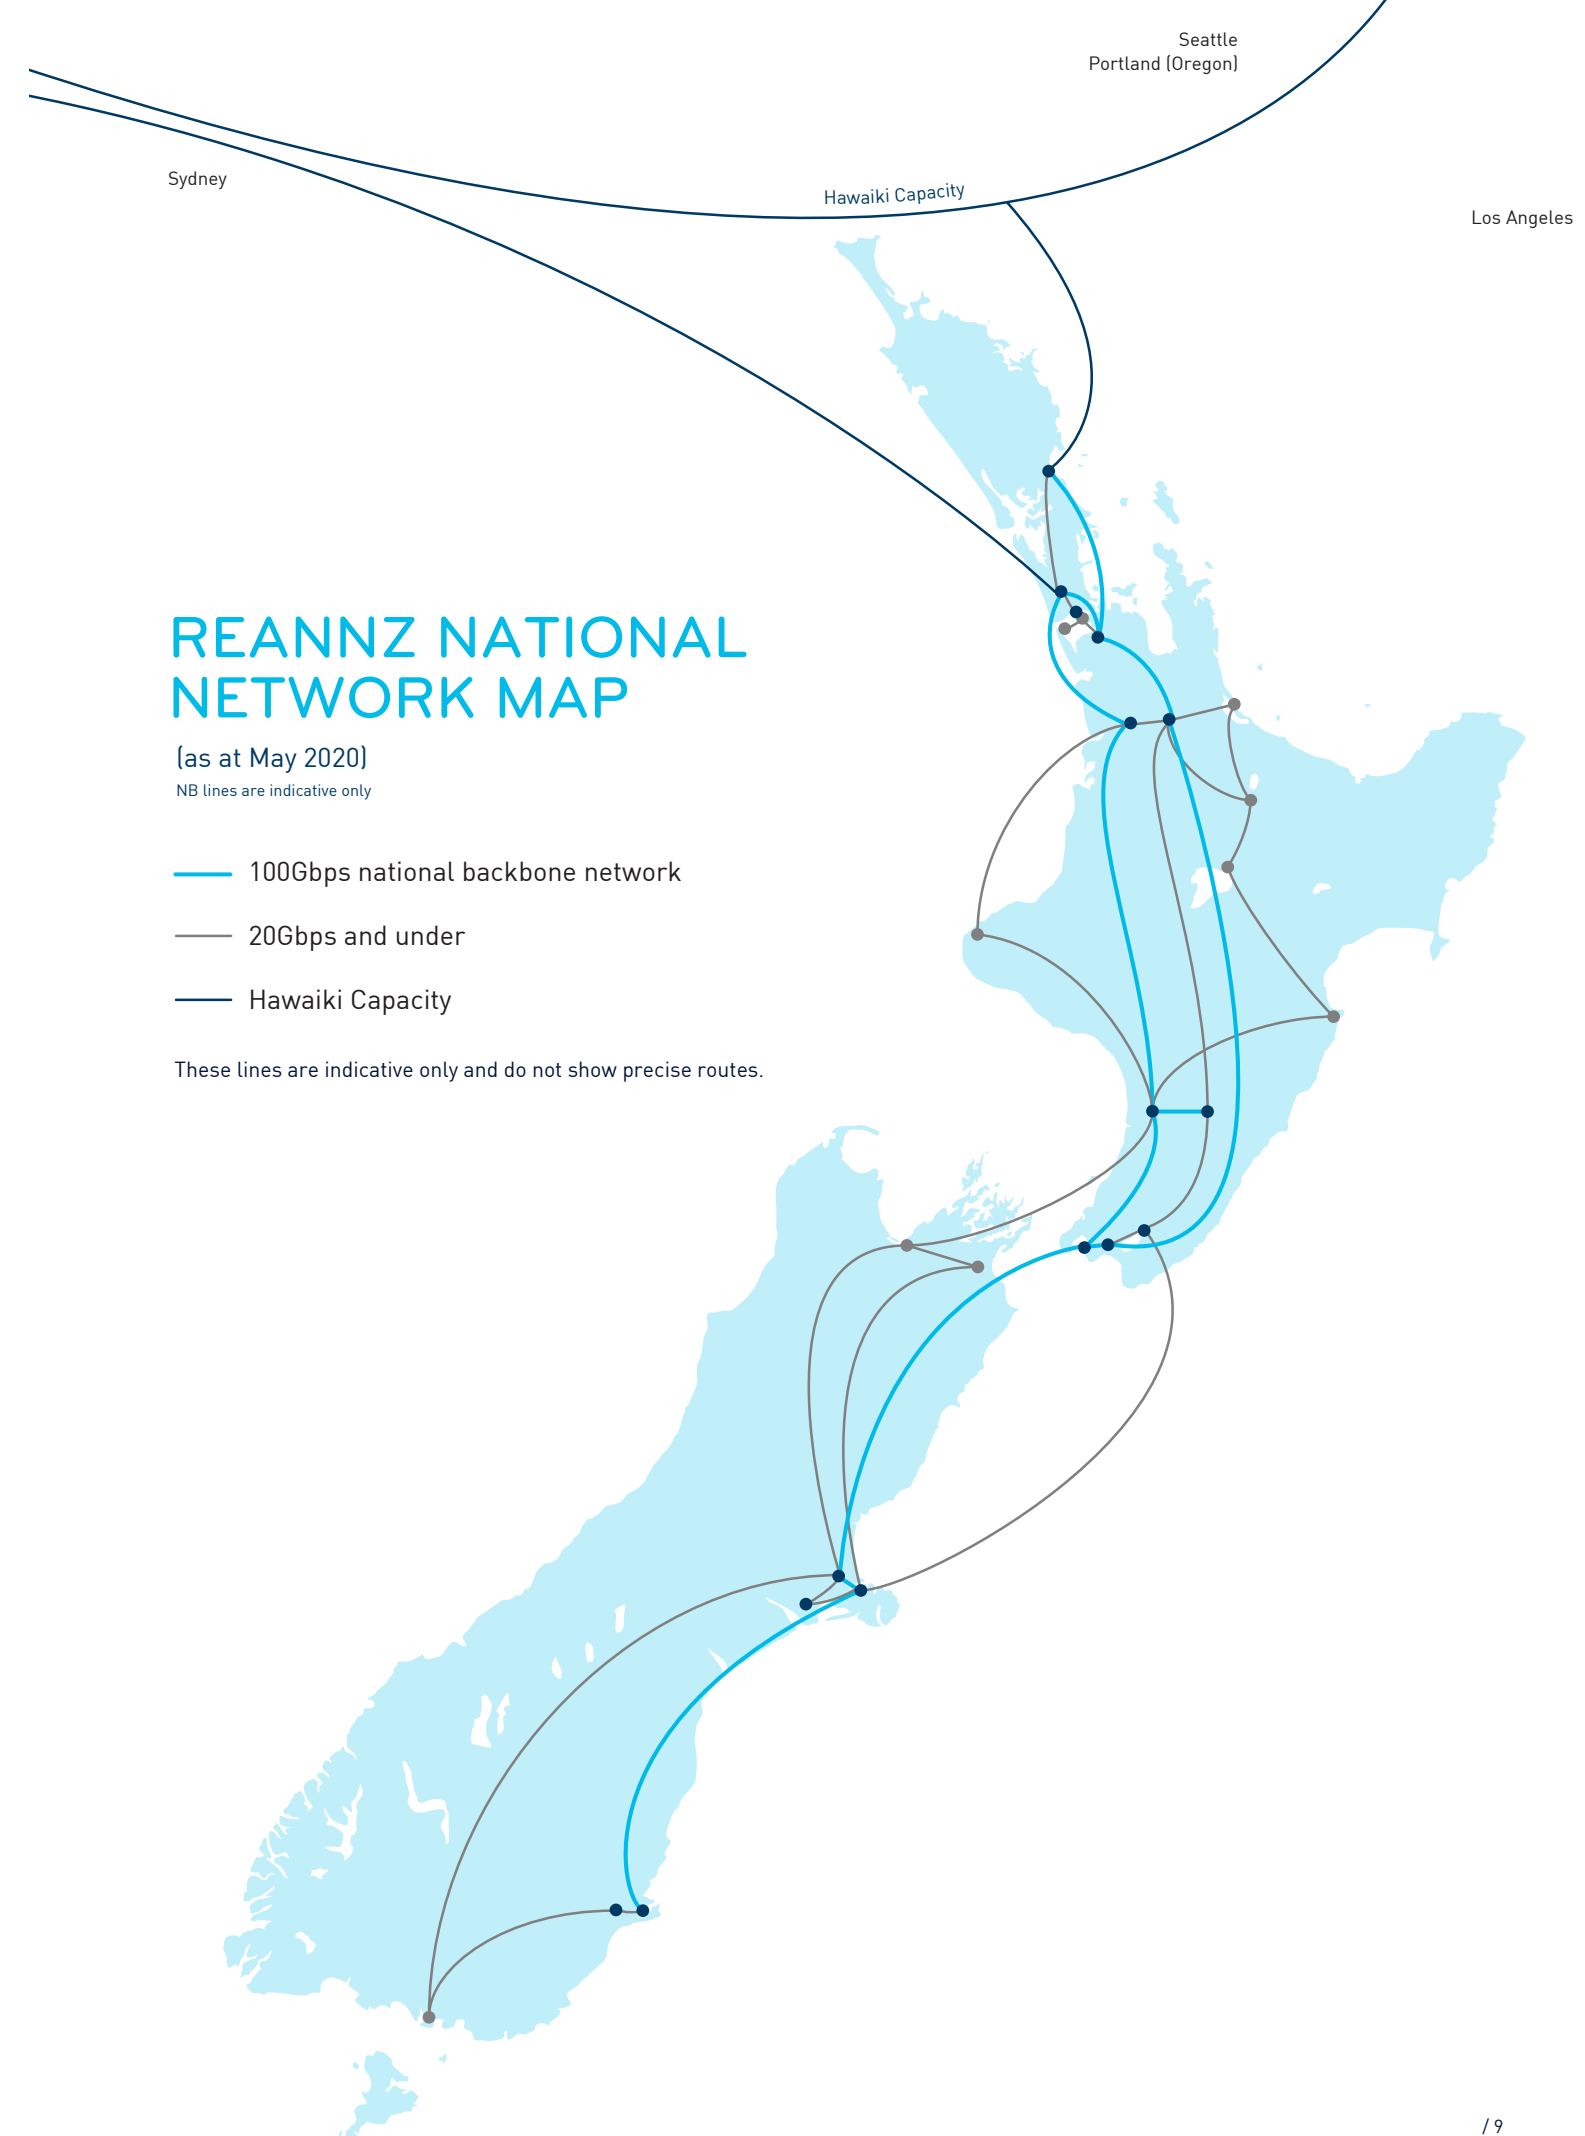 Seattle
Portland (Oregon)
Sydney
Hawaiki Capacity
Los Angeles
REANNZ NATIONAL
NETWORK MAP
(as at May 2020)
NB lines are indicative only
100Gbps national backbone network
20Gbps and under
Hawaiki Capacity
These lines are indicative only and do not show precise routes.
/ 9